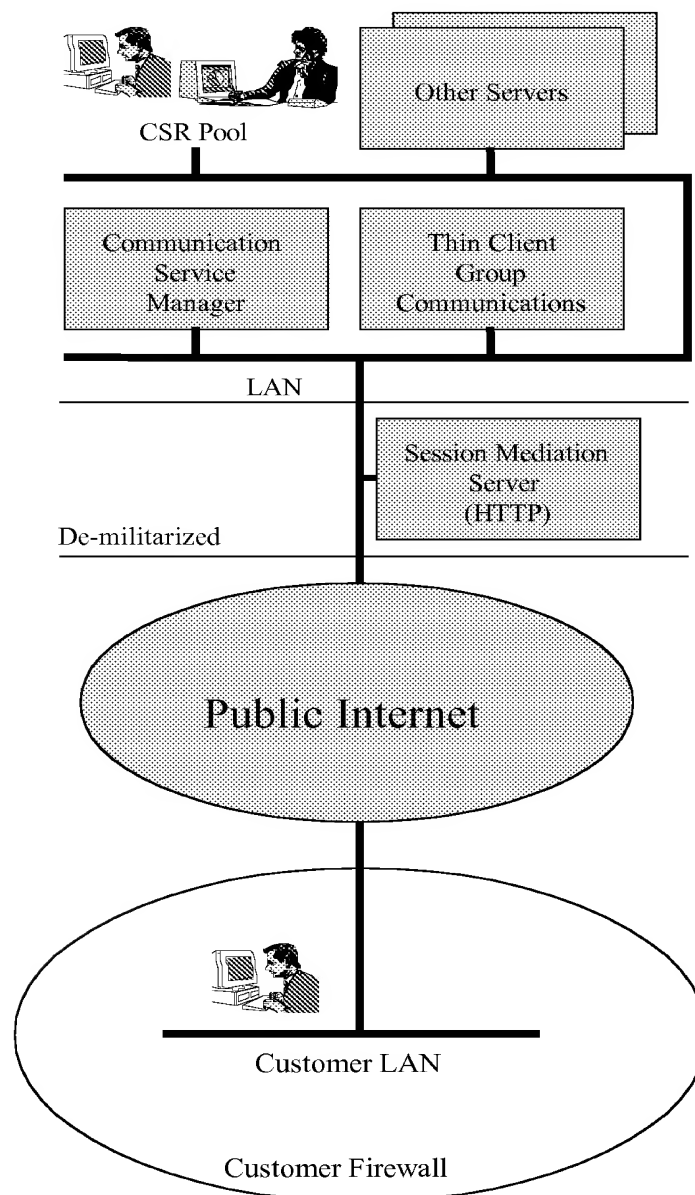 CSR Pool
Other Servers
Communication
Service
Manager
Thin Client
Group
Communications
LAN
Session Mediation
Server
(HTTP)
De-militarized
Public Internet
Customer LAN
Customer Firewall